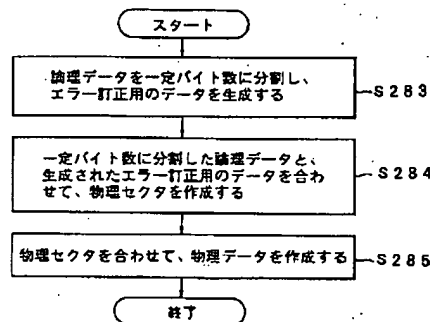 スタート
論理データを一定バイト数に分割し、
エラー訂正用のデータを生成する
S283
一定バイト数に分割した論理データと、
生成されたエラー訂正用のデータを合わ
せて、物理セクタを作成する
S284
物理セクタを合わせて、物理データを作成する
S285
終了